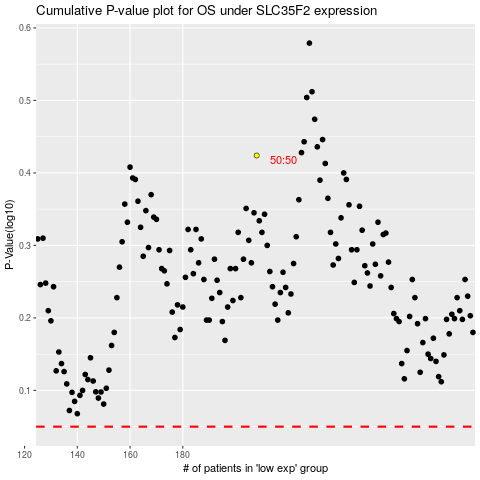 Cumulative P-value plot for OS under SLC35F2 expression
0.6
0.5
0.4
0.3
0.2
0.1
P-Value(log10)
50:50
120 140 160 180
# of patients in 'low exp' group